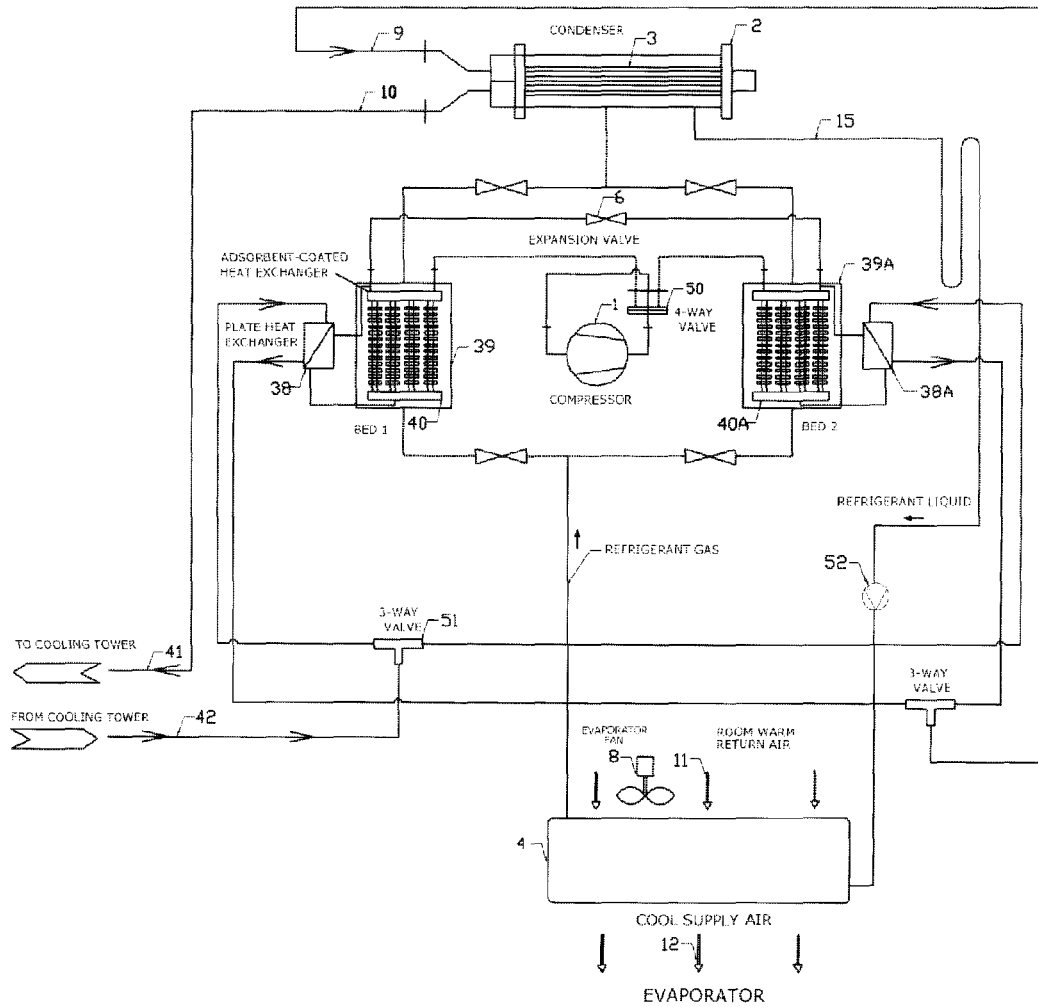 9
CONDENSER
3
2
10
15
6
EXPANSION VALVE
ADSORBENT-COATED
HEAT EXCHANGER
39A
50
1
4-WAY
VALVE
PLATE HEAT
EXCHANGER
39
38
38A
COMPRESSOR
40
40A
BED 1
BED 2
REFRIGERANT LIQUID
REFRIGERANT GAS
52
3-WAY
VALVE
51
TO COOLING TOWER
41
3-WAY
VALVE
FROM COOLING TOWER
42
EVAPORATOR
FAN
8
11
ROOM WARM
RETURN AIR
4
COOL SUPPLY AIR
12
EVAPORATOR